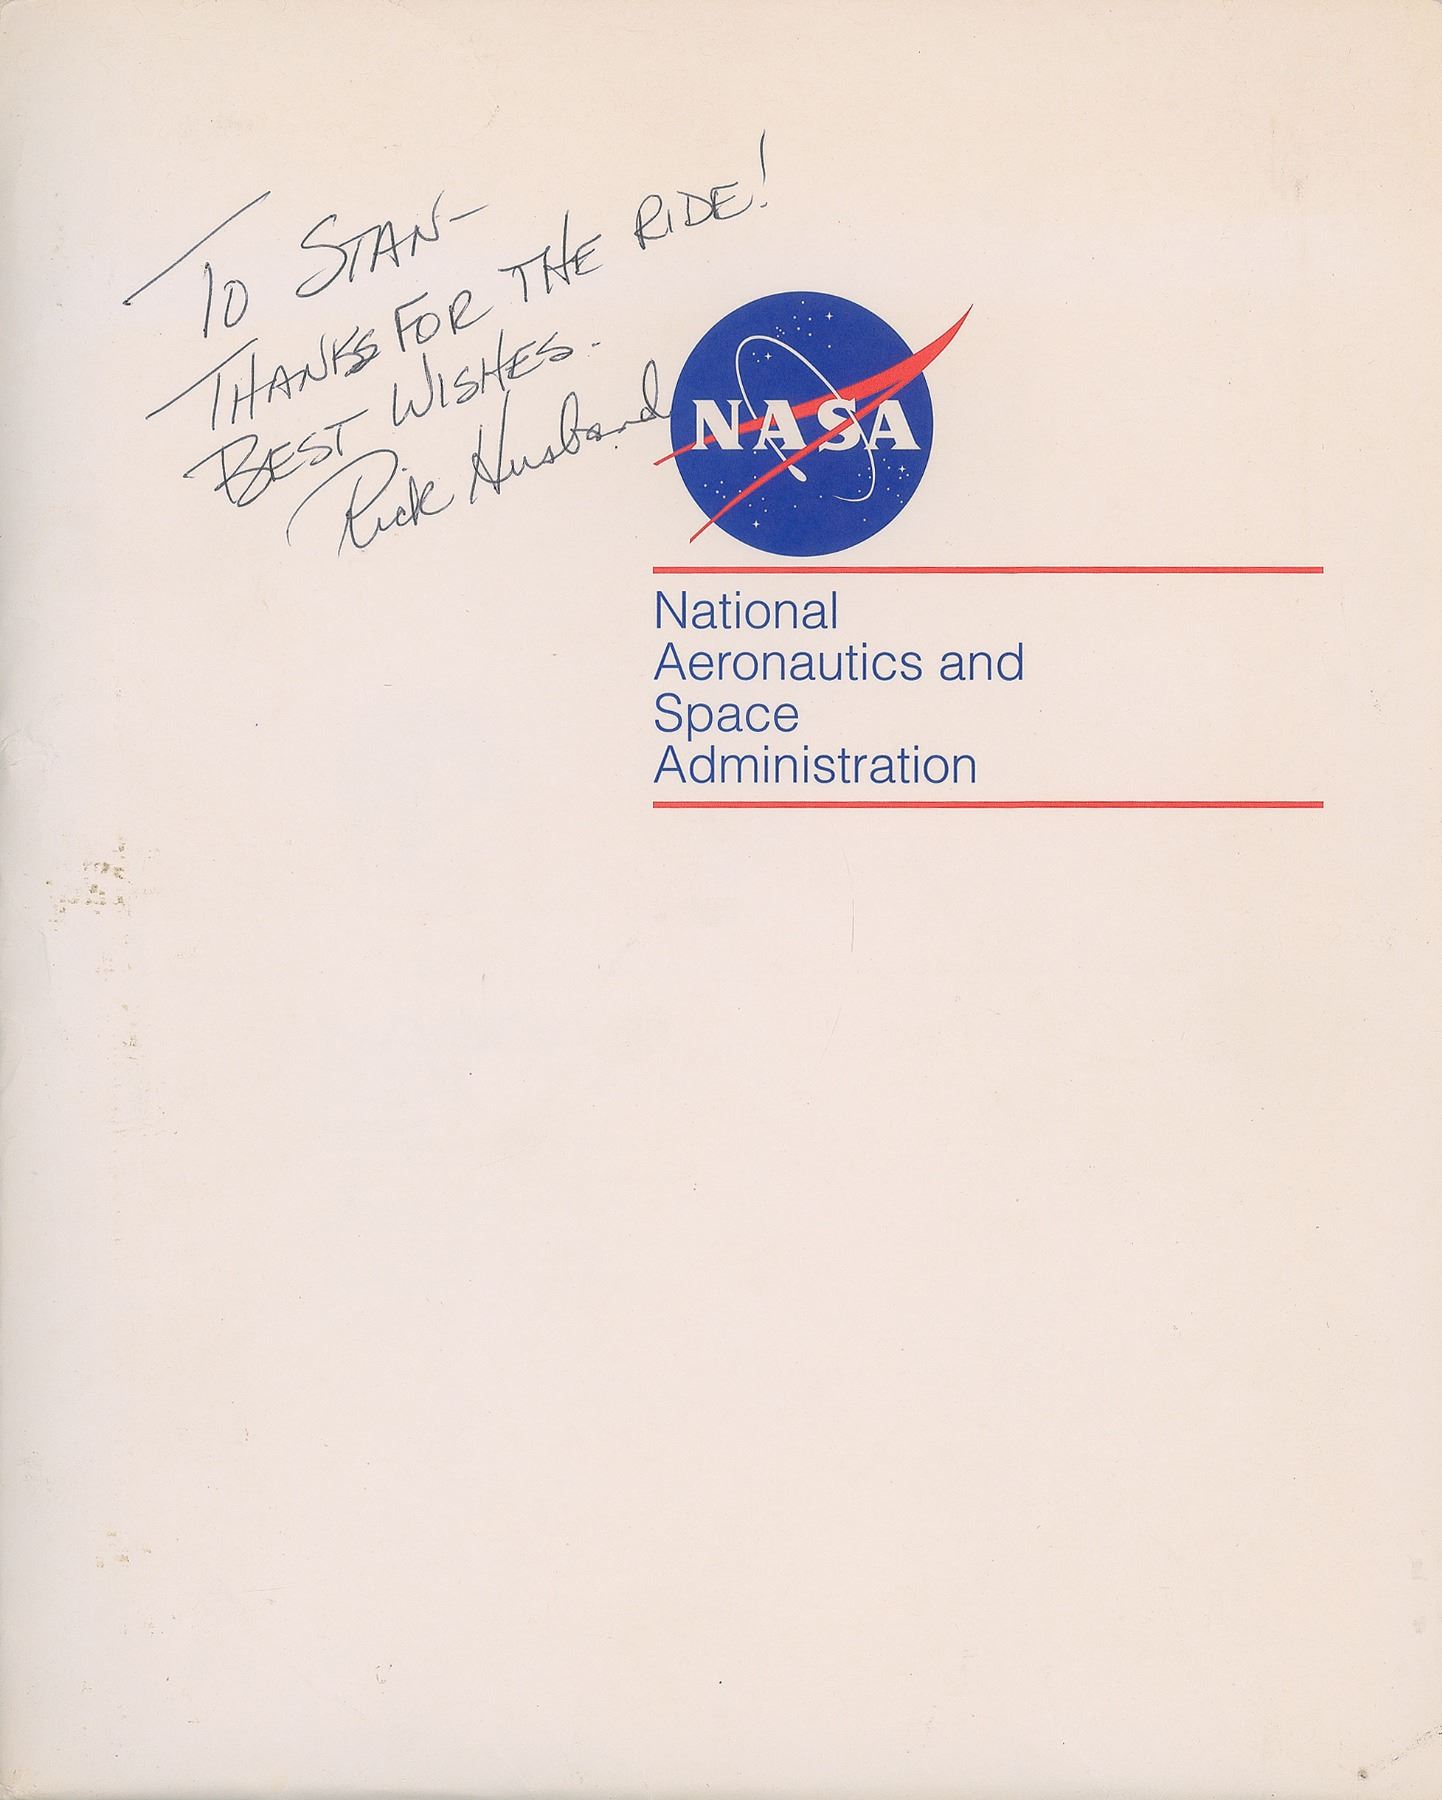 To STAN-
THANKS FOR THE RIDE!
BEST WISHES.
Rick Husband
NASA
National
Aeronautics and
Space
Administration